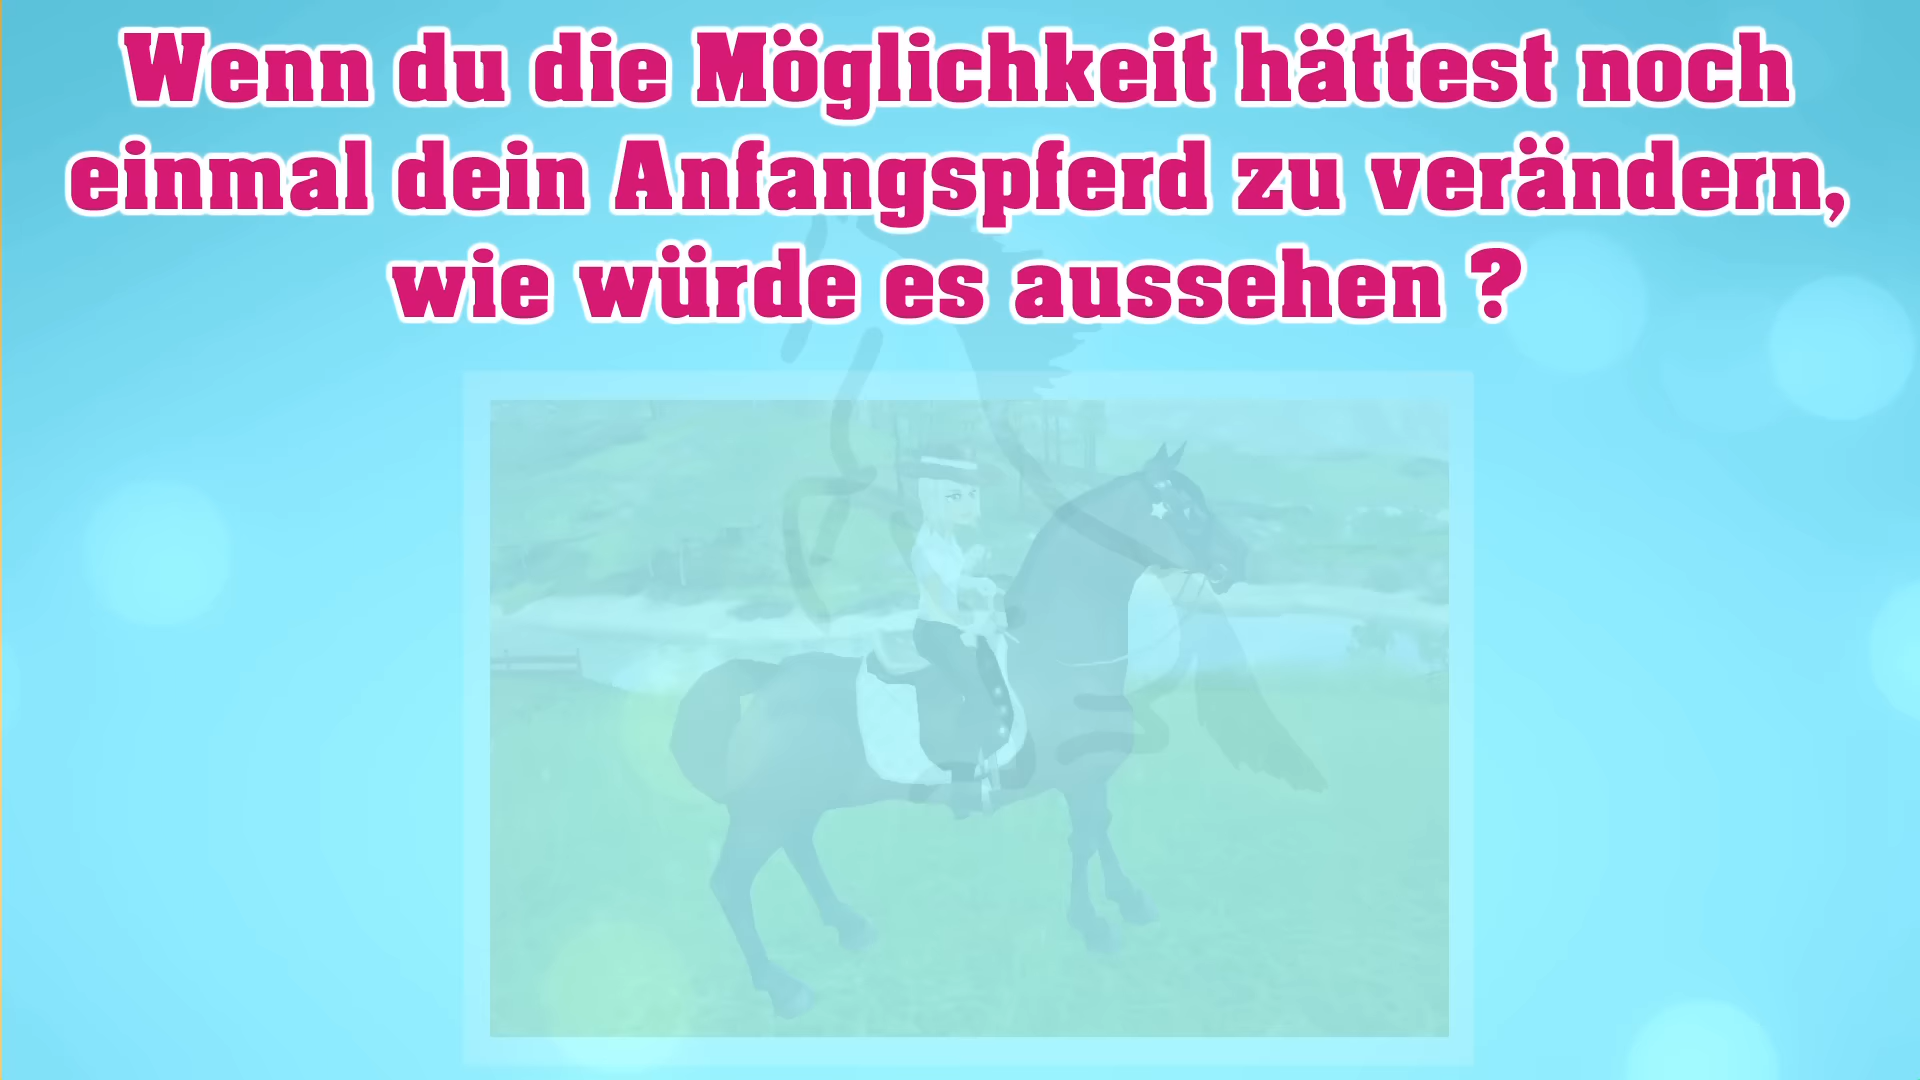 Wenn du die Möglichkeit hättest noch
einmal dein Anfangspferd zu verändern,
wie würde es aussehen ?